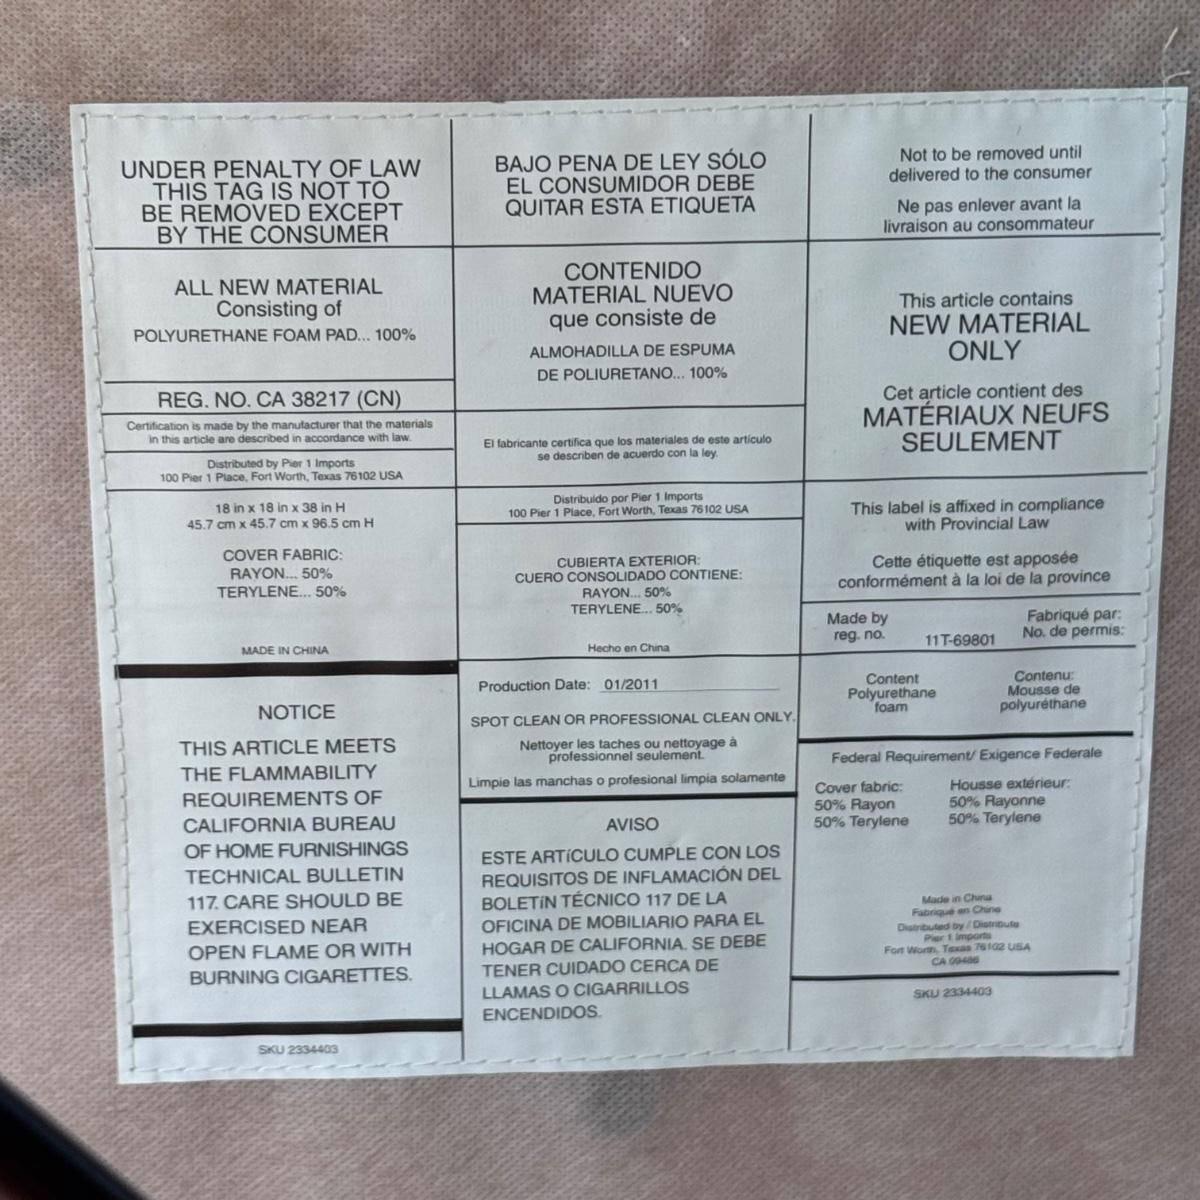 UNDER PENALTY OF LAW
THIS TAG IS NOT TO
BE REMOVED EXCEPT
BY THE CONSUMER
ALL NEW MATERIAL
Consisting of
POLYURETHANE FOAM PAD... 100%
REG. NO. CA 38217 (CN)
Certification is made by the manufacturer that the materials
in this article are described in accordance with law.
Distributed by Pier 1 Imports
100 Pier 1 Place, Fort Worth, Texas 76102 USA
18 in x 18 in x 38 in H
45.7 cm x 45.7 cm x 96.5 cm H
COVER FABRIC:
RAYON... 50%
TERYLENE... 50%
MADE IN CHINA
NOTICE
THIS ARTICLE MEETS
THE FLAMMABILITY
REQUIREMENTS OF
CALIFORNIA BUREAU
OF HOME FURNISHINGS
TECHNICAL BULLETIN
117. CARE SHOULD BE
EXERCISED NEAR
OPEN FLAME OR WITH
BURNING CIGARETTES.
SKU 2334403
BAJO PENA DE LEY SÓLO
EL CONSUMIDOR DEBE
QUITAR ESTA ETIQUETA
CONTENIDO
MATERIAL NUEVO
que consiste de
ALMOHADILLA DE ESPUMA
DE POLIURETANO... 100%
El fabricante certifica que los materiales de este artículo
se describen de acuerdo con la ley.
Distribuido por Pier 1 Imports
100 Pier 1 Place, Fort Worth, Texas 76102 USA
CUBIERTA EXTERIOR:
CUERO CONSOLIDADO CONTIENE:
RAYON... 50%
TERYLENE... 50%
Hecho en China
Production Date: 01/2011
SPOT CLEAN OR PROFESSIONAL CLEAN ONLY.
Nettoyer les taches ou nettoyage à
professionnel seulement.
Limpie las manchas o profesional limpia solamente
AVISO
ESTE ARTíCULO CUMPLE CON LOS
REQUISITOS DE INFLAMACIÓN DEL
BOLETíN TÉCNICO 117 DE LA
OFICINA DE MOBILIARIO PARA EL
HOGAR DE CALIFORNIA. SE DEBE
TENER CUIDADO CERCA DE
LLAMAS O CIGARRILLOS
ENCENDIDOS.
Not to be removed until
delivered to the consumer
Ne pas enlever avant la
livraison au consommateur
This article contains
NEW MATERIAL
ONLY
Cet article contient des
MATÉRIAUX NEUFS
SEULEMENT
This label is affixed in compliance
with Provincial Law
Cette étiquette est apposée
conformément à la loi de la province
Made by Fabriqué par:
reg. no. 11T-69801 No. de permis:
Content Contenu:
Polyurethane Mousse de
foam polyuréthane
Federal Requirement/ Exigence Federale
Cover fabric: Housse extérieur:
50% Rayon 50% Rayonne
50% Terylene 50% Terylene
Made in China
Fabriqué en Chine
Distributed by / Distribute
Pier 1 Imports
Fort Worth, Texas 76102 USA
CA 09486
SKU 2334403